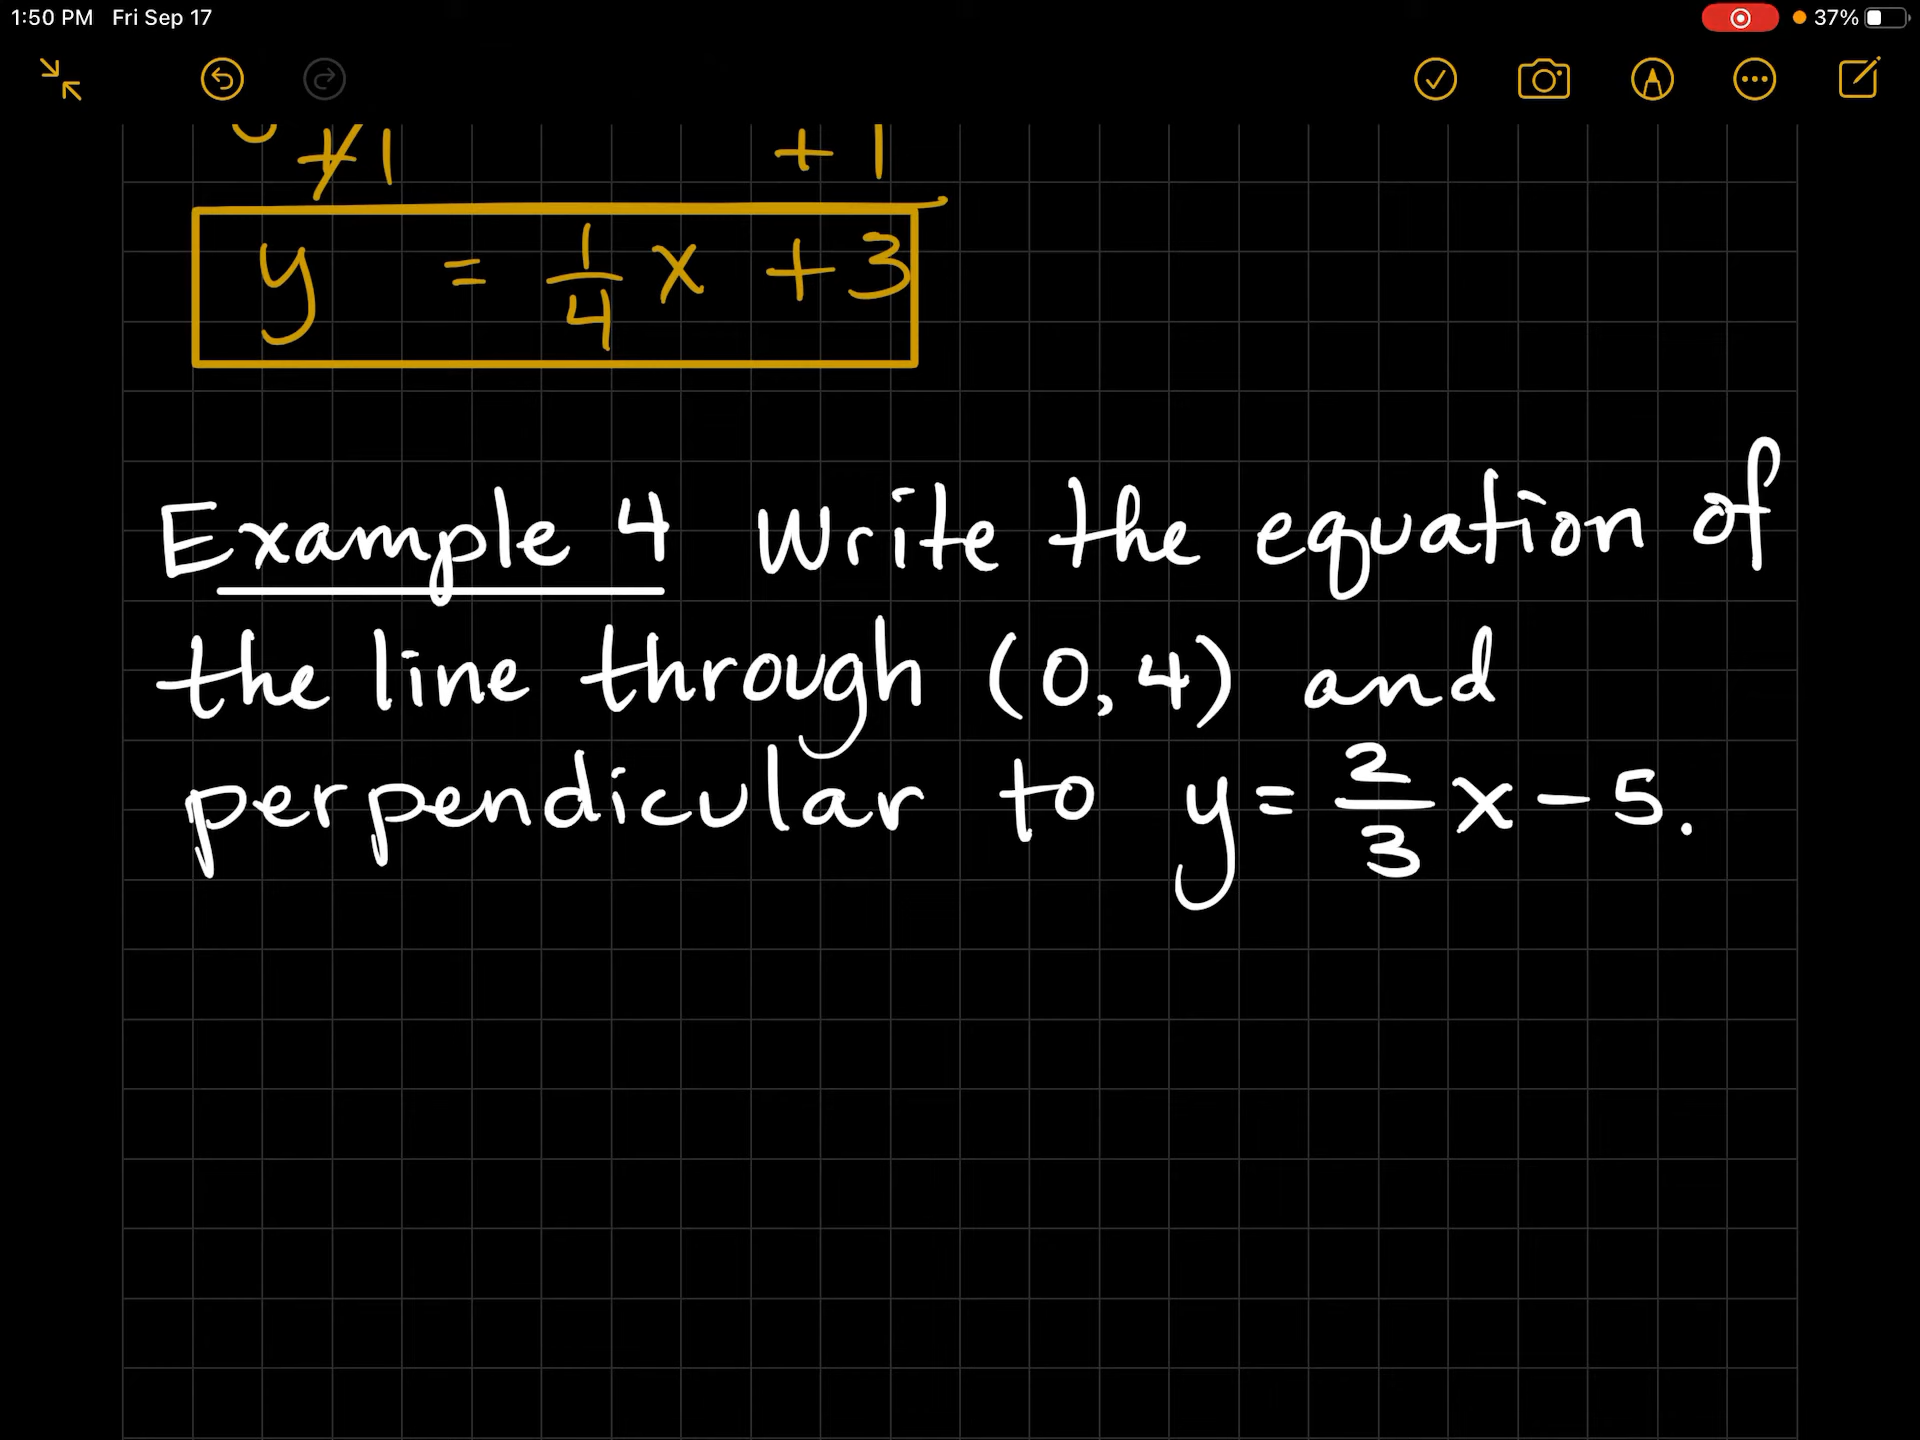 1:50 PM Fri Sep 17 37%
+1 +1
y = 1/4 x + 3
Example 4 Write the equation of
the line through (0,4) and
perpendicular to y = 2/3 x - 5.